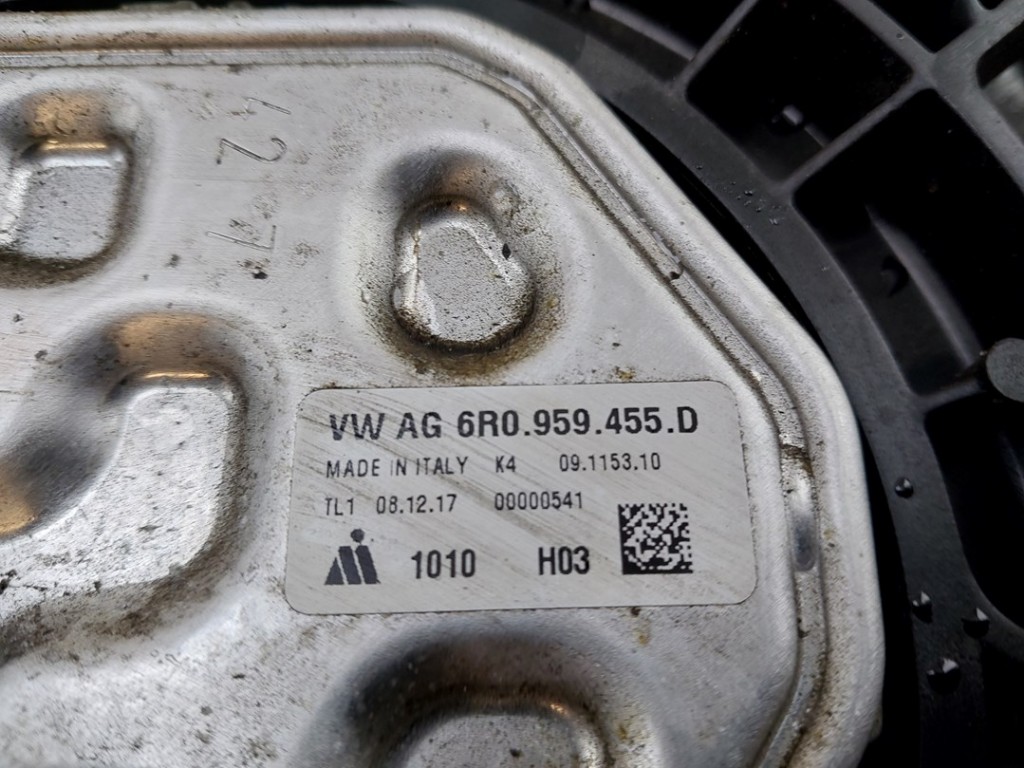 1277
VW AG 6R0.959.455.D
MADE IN ITALY K4 09.1153.10
TL1 08.12.17 00000541
1010 H03